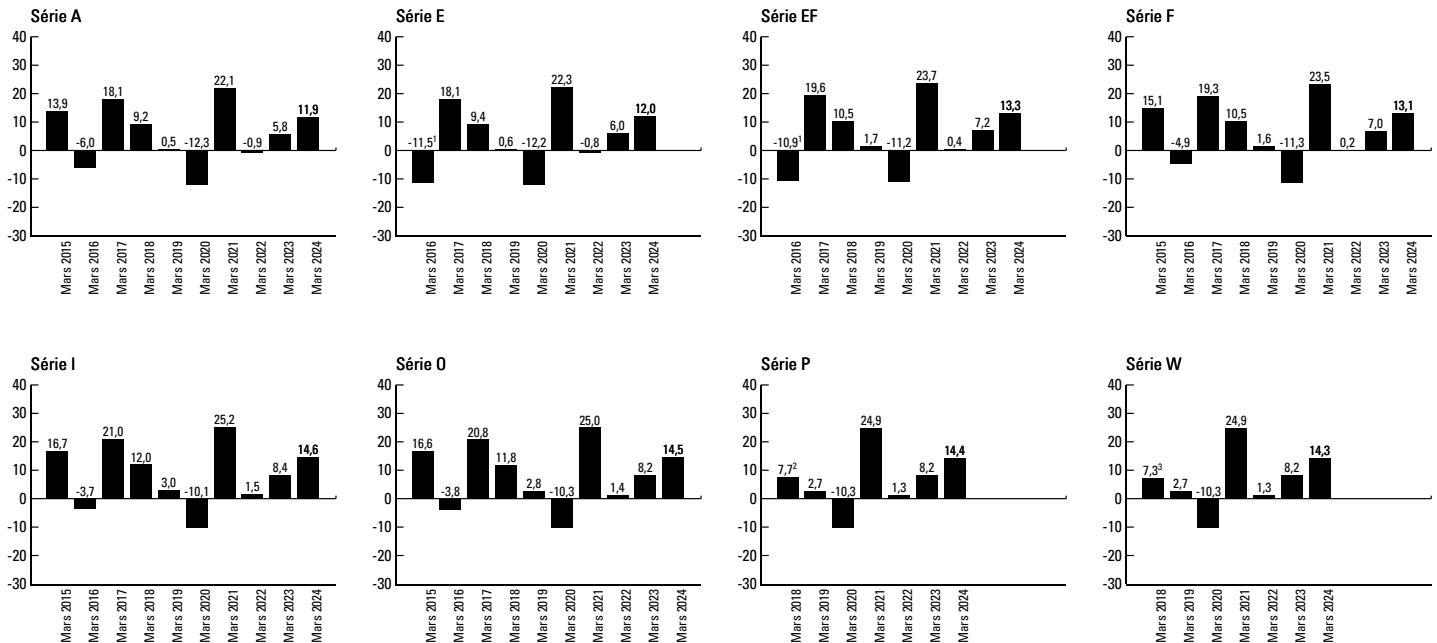 Série A
40
30
20
10
0
-10
-20
-30
13,9
-6,0
18,1
9,2
0,5
-12,3
22,1
-0,9
5,8
11,9
Mars 2015
Mars 2016
Mars 2017
Mars 2018
Mars 2019
Mars 2020
Mars 2021
Mars 2022
Mars 2023
Mars 2024
Série E
40
30
20
10
0
-10
-20
-30
-11,5¹
18,1
9,4
0,6
-12,2
22,3
-0,8
6,0
12,0
Mars 2016
Mars 2017
Mars 2018
Mars 2019
Mars 2020
Mars 2021
Mars 2022
Mars 2023
Mars 2024
Série EF
40
30
20
10
0
-10
-20
-30
-10,9¹
19,6
10,5
1,7
-11,2
23,7
0,4
7,2
13,3
Mars 2016
Mars 2017
Mars 2018
Mars 2019
Mars 2020
Mars 2021
Mars 2022
Mars 2023
Mars 2024
Série F
40
30
20
10
0
-10
-20
-30
15,1
-4,9
19,3
10,5
1,6
-11,3
23,5
0,2
7,0
13,1
Mars 2015
Mars 2016
Mars 2017
Mars 2018
Mars 2019
Mars 2020
Mars 2021
Mars 2022
Mars 2023
Mars 2024
Série I
40
30
20
10
0
-10
-20
-30
16,7
-3,7
21,0
12,0
3,0
-10,1
25,2
1,5
8,4
14,6
Mars 2015
Mars 2016
Mars 2017
Mars 2018
Mars 2019
Mars 2020
Mars 2021
Mars 2022
Mars 2023
Mars 2024
Série O
40
30
20
10
0
-10
-20
-30
16,6
-3,8
20,8
11,8
2,8
-10,3
25,0
1,4
8,2
14,5
Mars 2015
Mars 2016
Mars 2017
Mars 2018
Mars 2019
Mars 2020
Mars 2021
Mars 2022
Mars 2023
Mars 2024
Série P
40
30
20
10
0
-10
-20
-30
7,7²
2,7
-10,3
24,9
1,3
8,2
14,4
Mars 2018
Mars 2019
Mars 2020
Mars 2021
Mars 2022
Mars 2023
Mars 2024
Série W
40
30
20
10
0
-10
-20
-30
7,3³
2,7
-10,3
24,9
1,3
8,2
14,3
Mars 2018
Mars 2019
Mars 2020
Mars 2021
Mars 2022
Mars 2023
Mars 2024